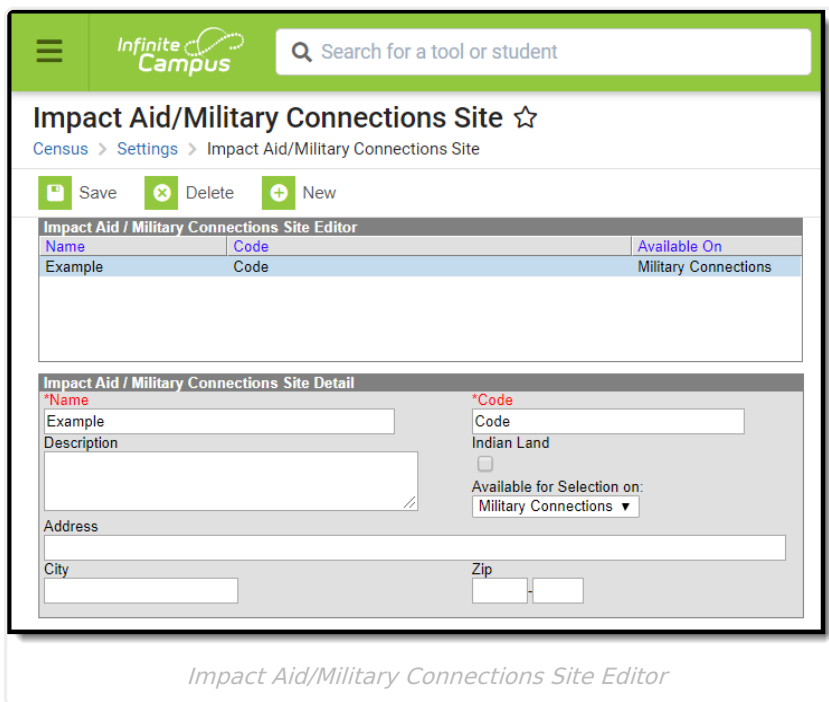 Infinite Campus
Search for a tool or student
Impact Aid/Military Connections Site
Census > Settings > Impact Aid/Military Connections Site
Save Delete New
Impact Aid / Military Connections Site Editor
Name Code Available On
Example Code Military Connections
Impact Aid / Military Connections Site Detail
*Name *Code
Example Code
Description Indian Land
Available for Selection on:
Military Connections
Address
City Zip
-
Impact Aid/Military Connections Site Editor